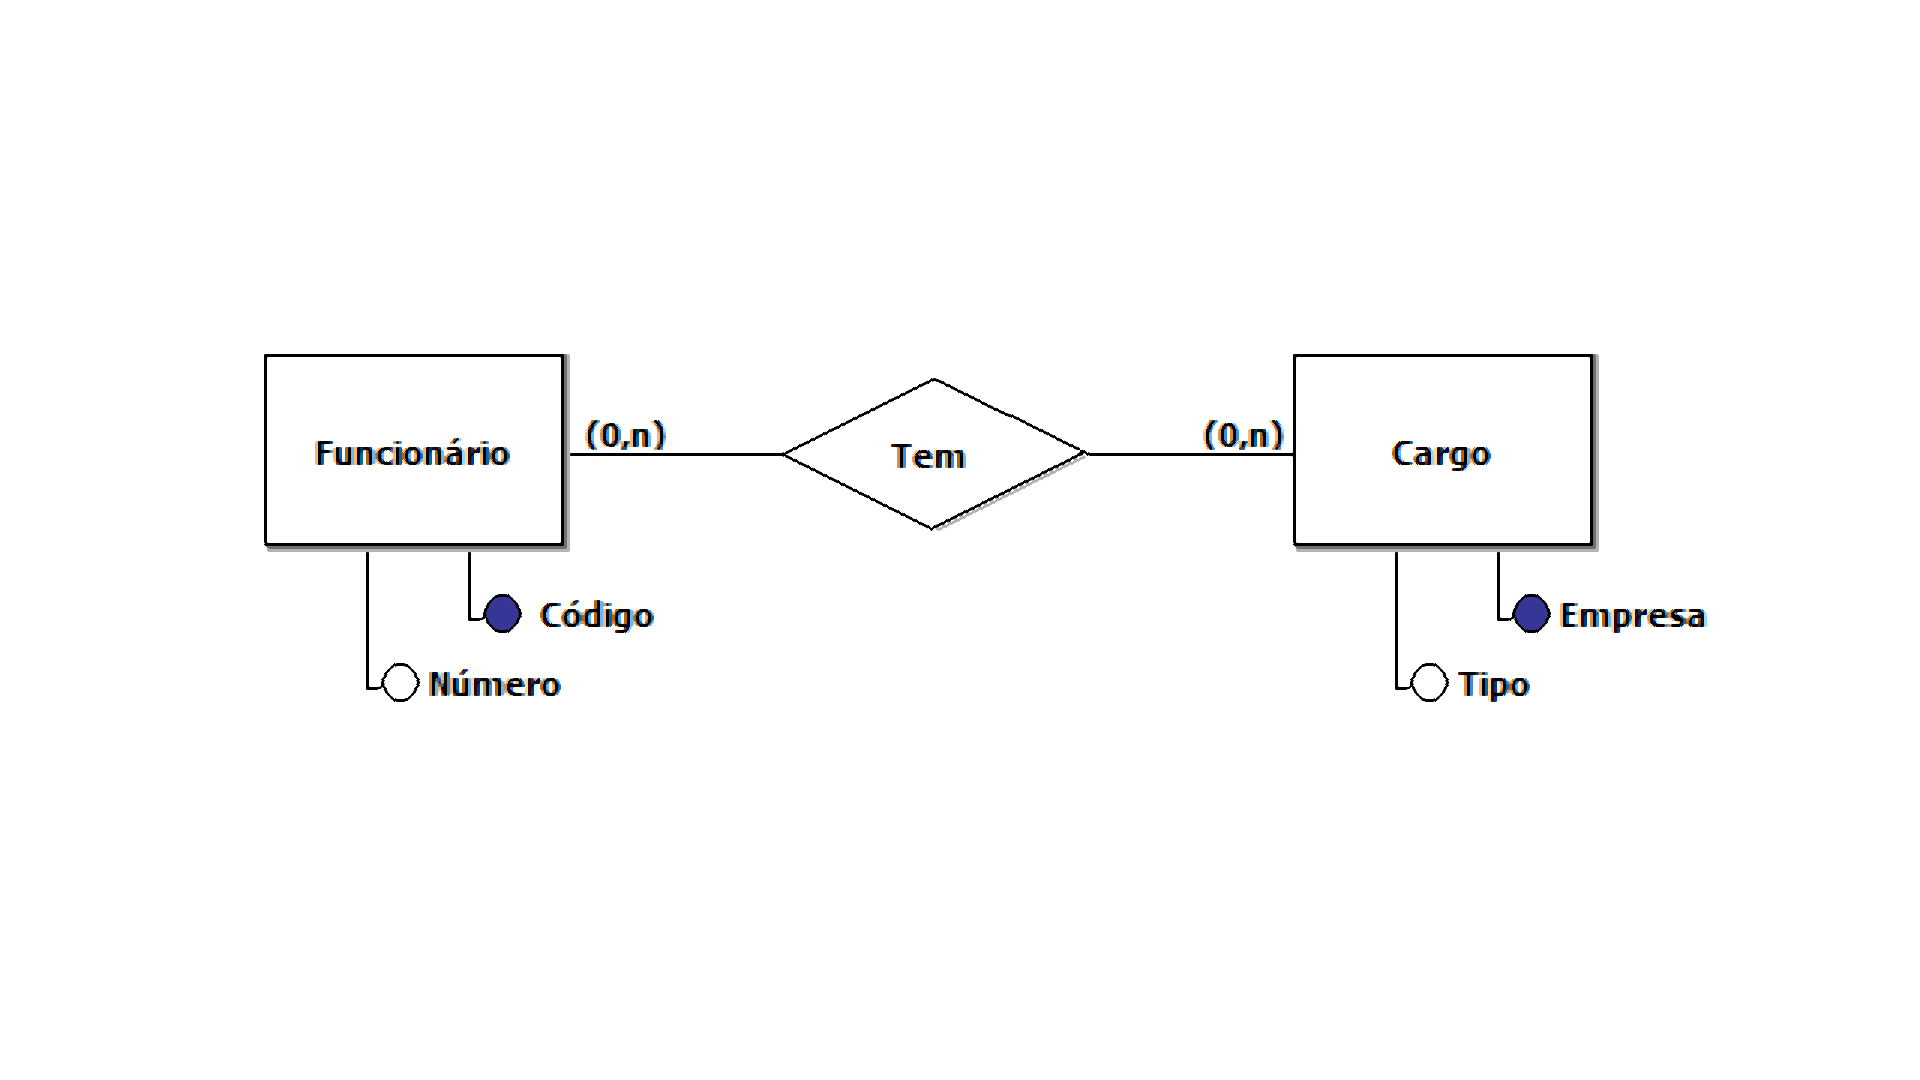 Funcionário
(0,n)
Tem
(0,n)
Cargo
Código
Número
Empresa
Tipo